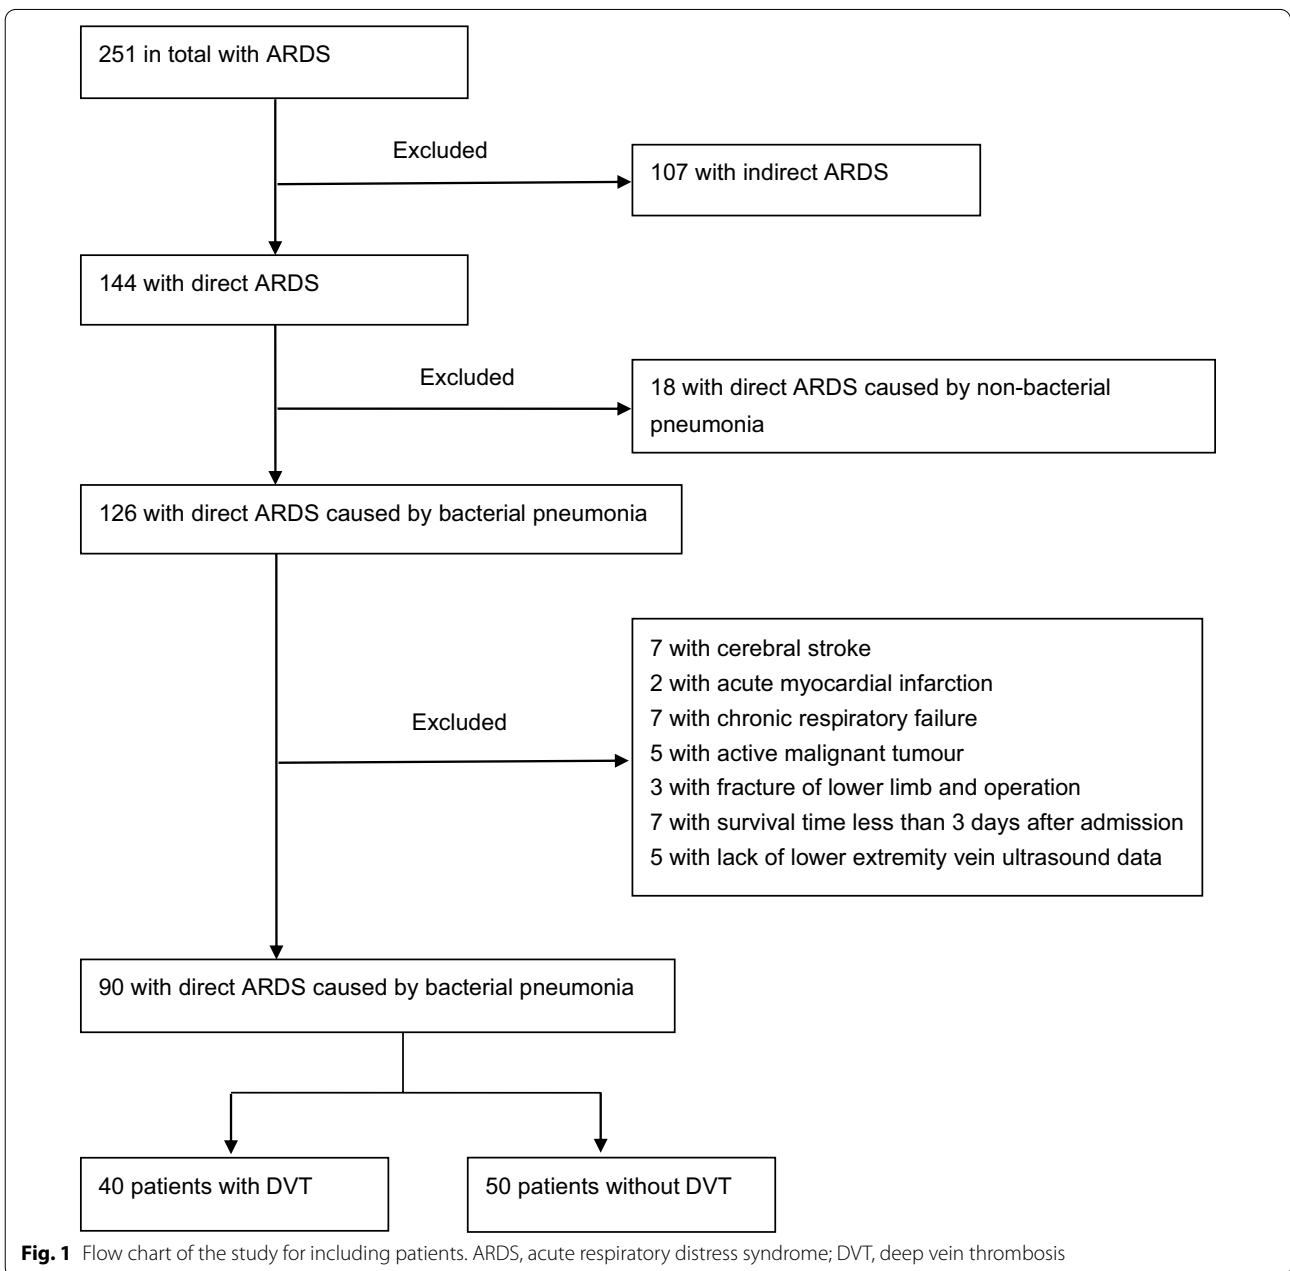 251 in total with ARDS
Excluded
107 with indirect ARDS
144 with direct ARDS
Excluded
18 with direct ARDS caused by non-bacterial
pneumonia
126 with direct ARDS caused by bacterial pneumonia
Excluded
7 with cerebral stroke
2 with acute myocardial infarction
7 with chronic respiratory failure
5 with active malignant tumour
3 with fracture of lower limb and operation
7 with survival time less than 3 days after admission
5 with lack of lower extremity vein ultrasound data
90 with direct ARDS caused by bacterial pneumonia
40 patients with DVT
50 patients without DVT
Fig. 1 Flow chart of the study for including patients. ARDS, acute respiratory distress syndrome; DVT, deep vein thrombosis